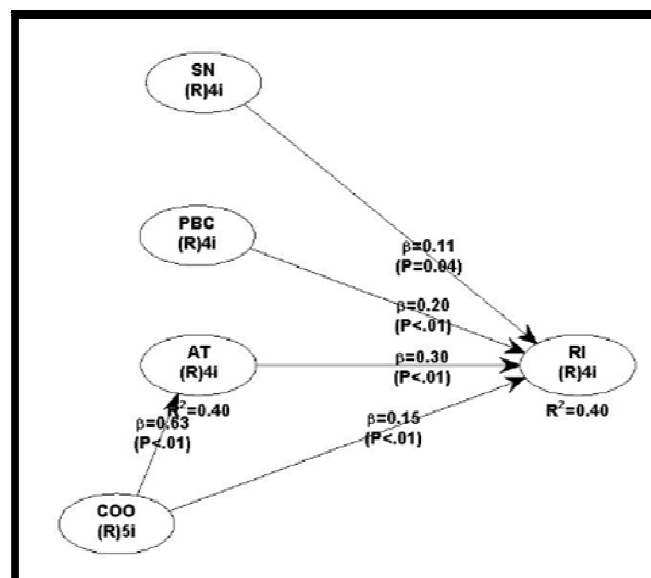 SN
(R)4i
PBC
(R)4i
β=0.11
(P=0.04)
β=0.20
(P<.01)
AT
(R)4i
R²=0.40
β=0.30
(P<.01)
RI
(R)4i
R²=0.40
β=0.63
(P<.01)
β=0.15
(P<.01)
COO
(R)5i